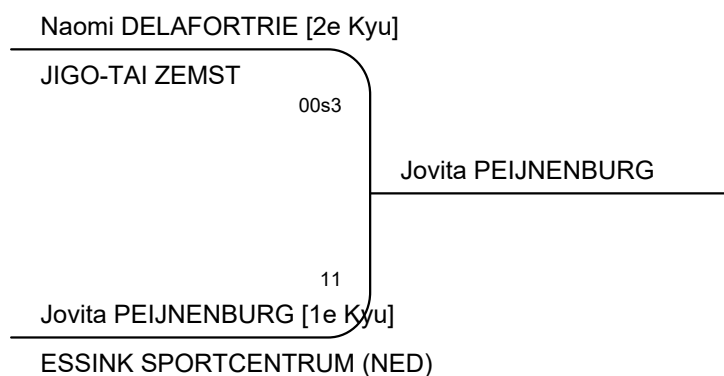 Naomi DELAFORTRIE [2e Kyu]
JIGO-TAI ZEMST
00s3
Jovita PEIJNENBURG
11
Jovita PEIJNENBURG [1e Kyu]
ESSINK SPORTCENTRUM (NED)